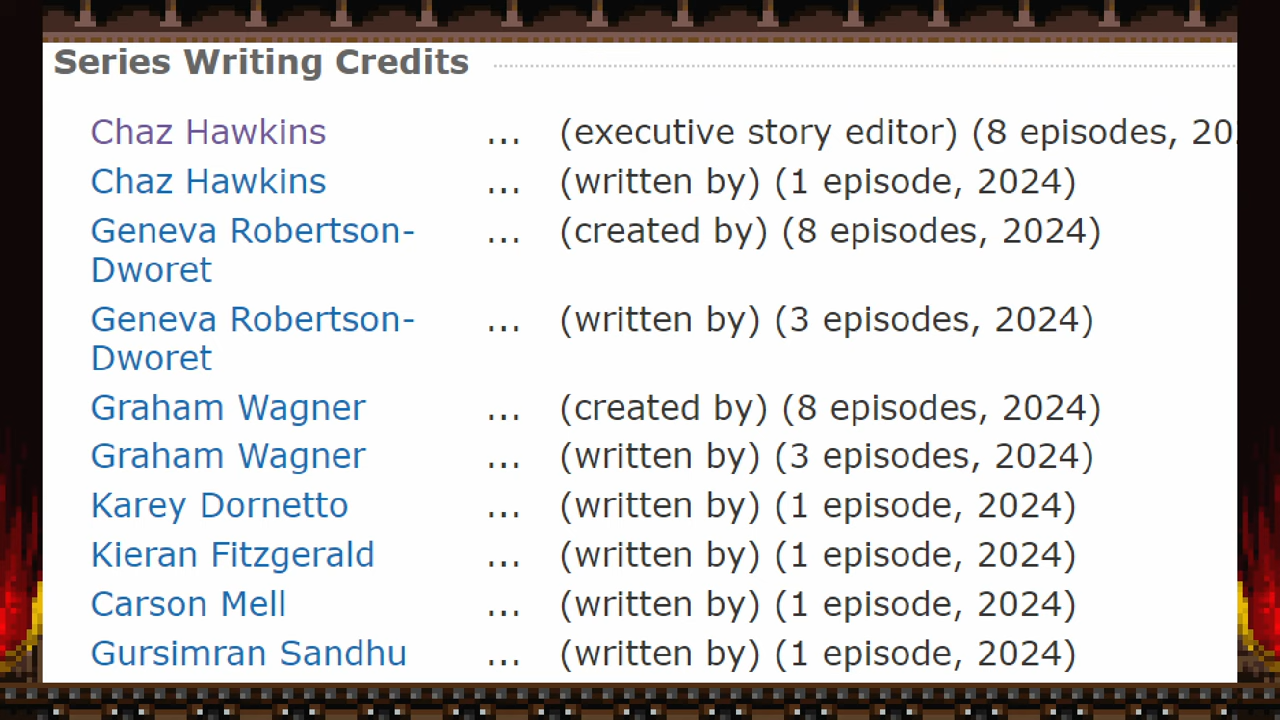 Series Writing Credits
Chaz Hawkins ... (executive story editor) (8 episodes, 20
Chaz Hawkins ... (written by) (1 episode, 2024)
Geneva Robertson- ... (created by) (8 episodes, 2024)
Dworet
Geneva Robertson- ... (written by) (3 episodes, 2024)
Dworet
Graham Wagner ... (created by) (8 episodes, 2024)
Graham Wagner ... (written by) (3 episodes, 2024)
Karey Dornetto ... (written by) (1 episode, 2024)
Kieran Fitzgerald ... (written by) (1 episode, 2024)
Carson Mell ... (written by) (1 episode, 2024)
Gursimran Sandhu ... (written by) (1 episode, 2024)